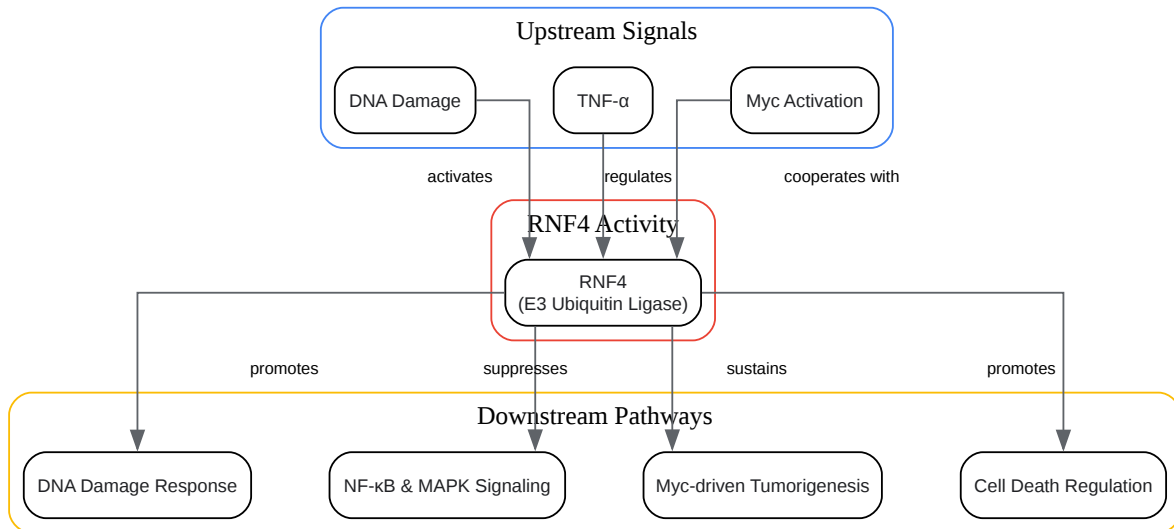 Upstream Signals
DNA Damage
TNF-α
Myc Activation
activates
regulates
cooperates with
RNF4 Activity
RNF4
(E3 Ubiquitin Ligase)
promotes
suppresses
sustains
promotes
Downstream Pathways
DNA Damage Response
NF-κB & MAPK Signaling
Myc-driven Tumorigenesis
Cell Death Regulation